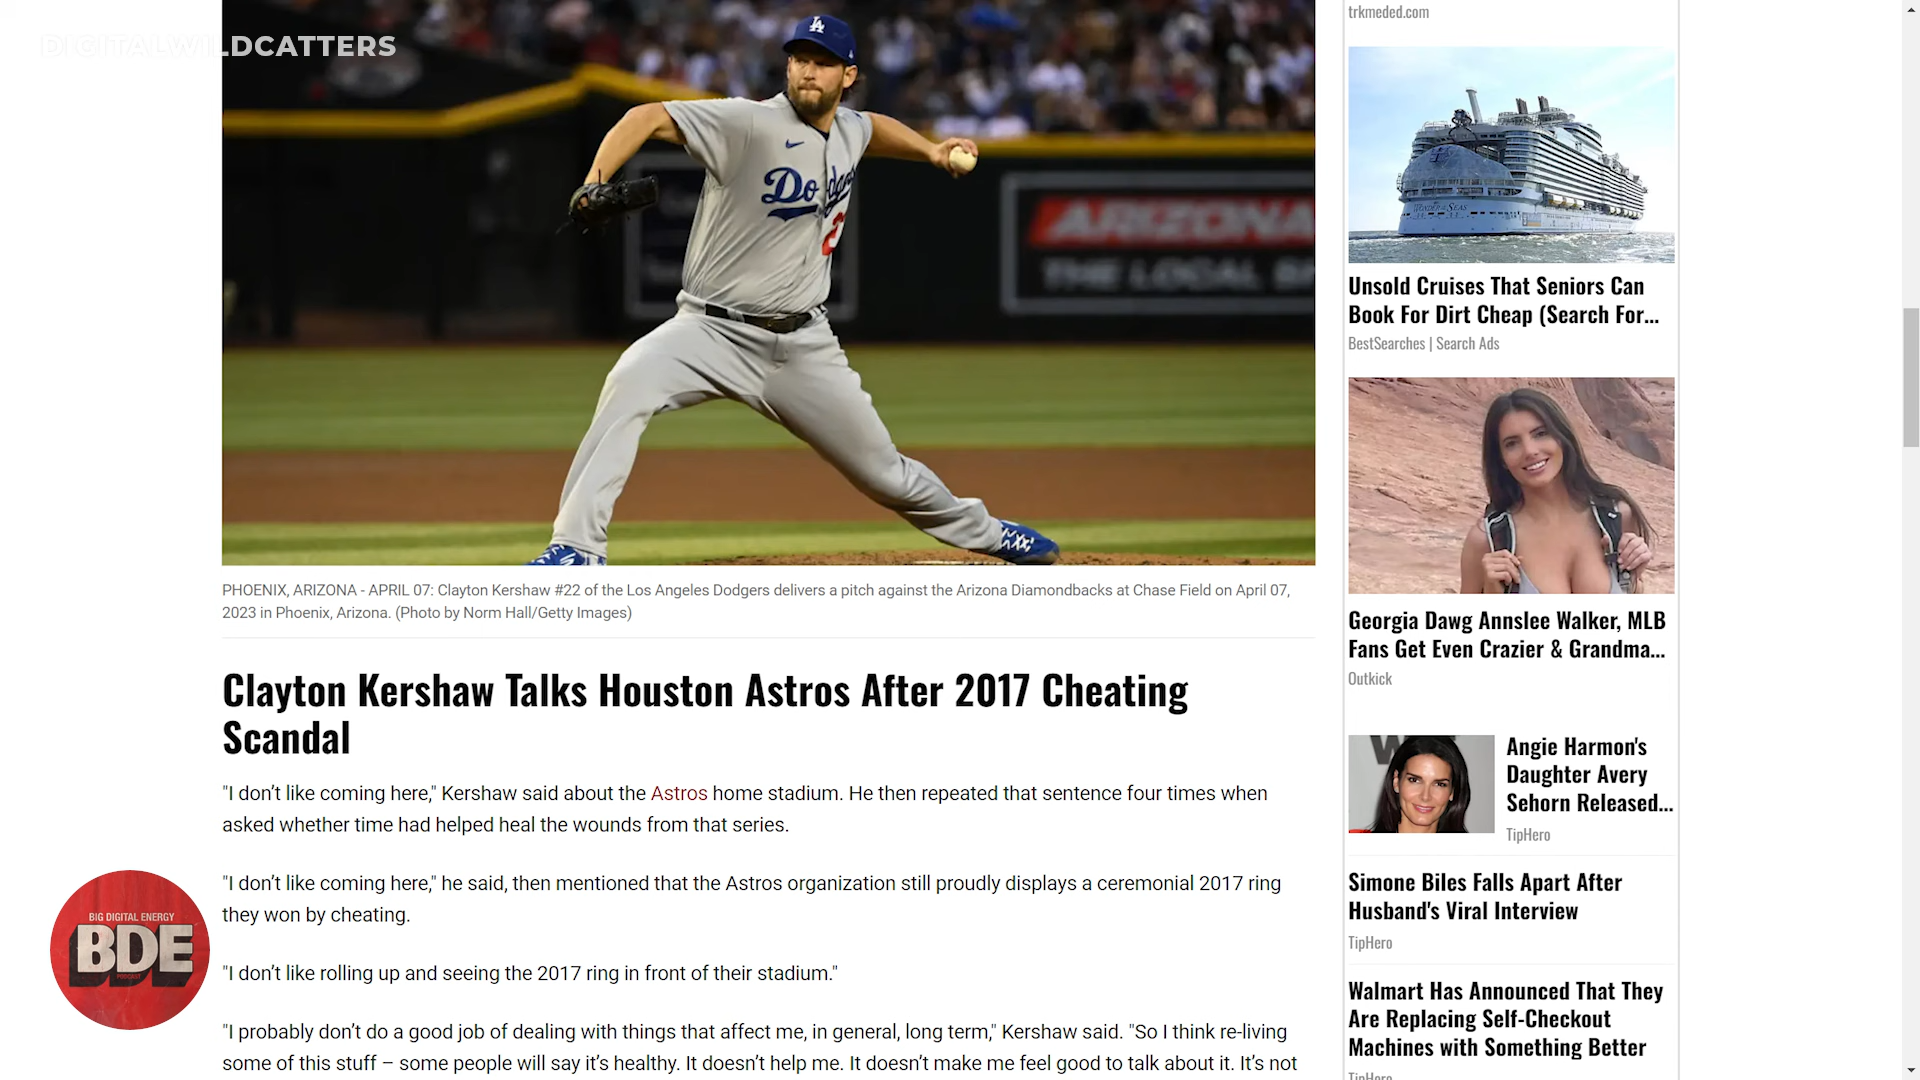 DIGITALWILDCATTERS
LA
Dodgers
ARIZONA
THE LOCAL
PHOENIX, ARIZONA - APRIL 07: Clayton Kershaw #22 of the Los Angeles Dodgers delivers a pitch against the Arizona Diamondbacks at Chase Field on April 07,
2023 in Phoenix, Arizona. (Photo by Norm Hall/Getty Images)
Clayton Kershaw Talks Houston Astros After 2017 Cheating
Scandal
"I don’t like coming here," Kershaw said about the Astros home stadium. He then repeated that sentence four times when
asked whether time had helped heal the wounds from that series.
"I don’t like coming here," he said, then mentioned that the Astros organization still proudly displays a ceremonial 2017 ring
they won by cheating.
"I don’t like rolling up and seeing the 2017 ring in front of their stadium."
"I probably don’t do a good job of dealing with things that affect me, in general, long term," Kershaw said. "So I think re-living
some of this stuff – some people will say it’s healthy. It doesn’t help me. It doesn’t make me feel good to talk about it. It’s not
BIG DIGITAL ENERGY
BDE
PODCAST
trkmeded.com
WONDER OF THE SEAS
Unsold Cruises That Seniors Can
Book For Dirt Cheap (Search For...
BestSearches | Search Ads
Georgia Dawg Annslee Walker, MLB
Fans Get Even Crazier & Grandma...
Outkick
Angie Harmon's
Daughter Avery
Sehorn Released...
TipHero
Simone Biles Falls Apart After
Husband's Viral Interview
TipHero
Walmart Has Announced That They
Are Replacing Self-Checkout
Machines with Something Better
TipHero